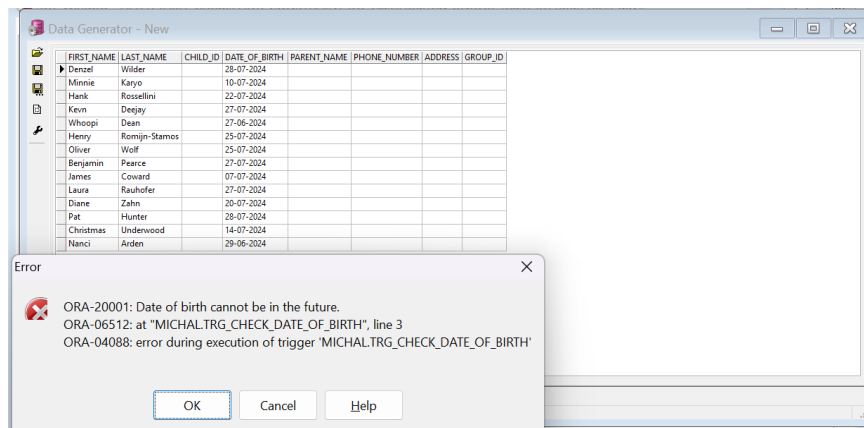 Data Generator - New
FIRST_NAME LAST_NAME CHILD_ID DATE_OF_BIRTH PARENT_NAME PHONE_NUMBER ADDRESS GROUP_ID
Denzel Wilder 28-07-2024
Minnie Karyo 10-07-2024
Hank Rossellini 22-07-2024
Kevn Deejay 27-07-2024
Whoopi Dean 27-06-2024
Henry Romijn-Stamos 25-07-2024
Oliver Wolf 25-07-2024
Benjamin Pearce 27-07-2024
James Coward 07-07-2024
Laura Rauhofer 27-07-2024
Diane Zahn 20-07-2024
Pat Hunter 28-07-2024
Christmas Underwood 14-07-2024
Nanci Arden 29-06-2024
Error
ORA-20001: Date of birth cannot be in the future.
ORA-06512: at "MICHAL.TRG_CHECK_DATE_OF_BIRTH", line 3
ORA-04088: error during execution of trigger 'MICHAL.TRG_CHECK_DATE_OF_BIRTH'
OK Cancel Help